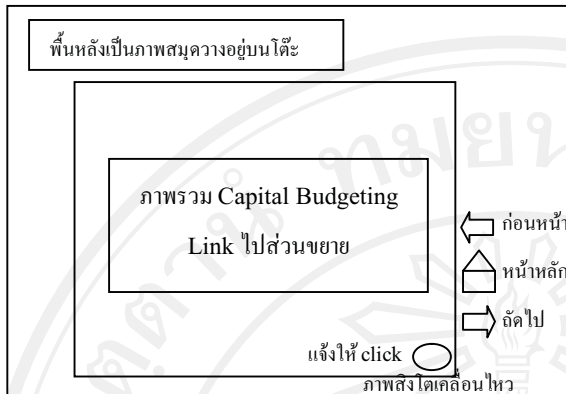 พื้นหลังเป็นภาพสมุดวางอยู่บนโต๊ะ
ภาพรวม Capital Budgeting
Link ไปส่วนขยาย
ก่อนหน้า
หน้าหลัก
ถัดไป
แจ้งให้ click
ภาพสิงโตเคลื่อนไหว